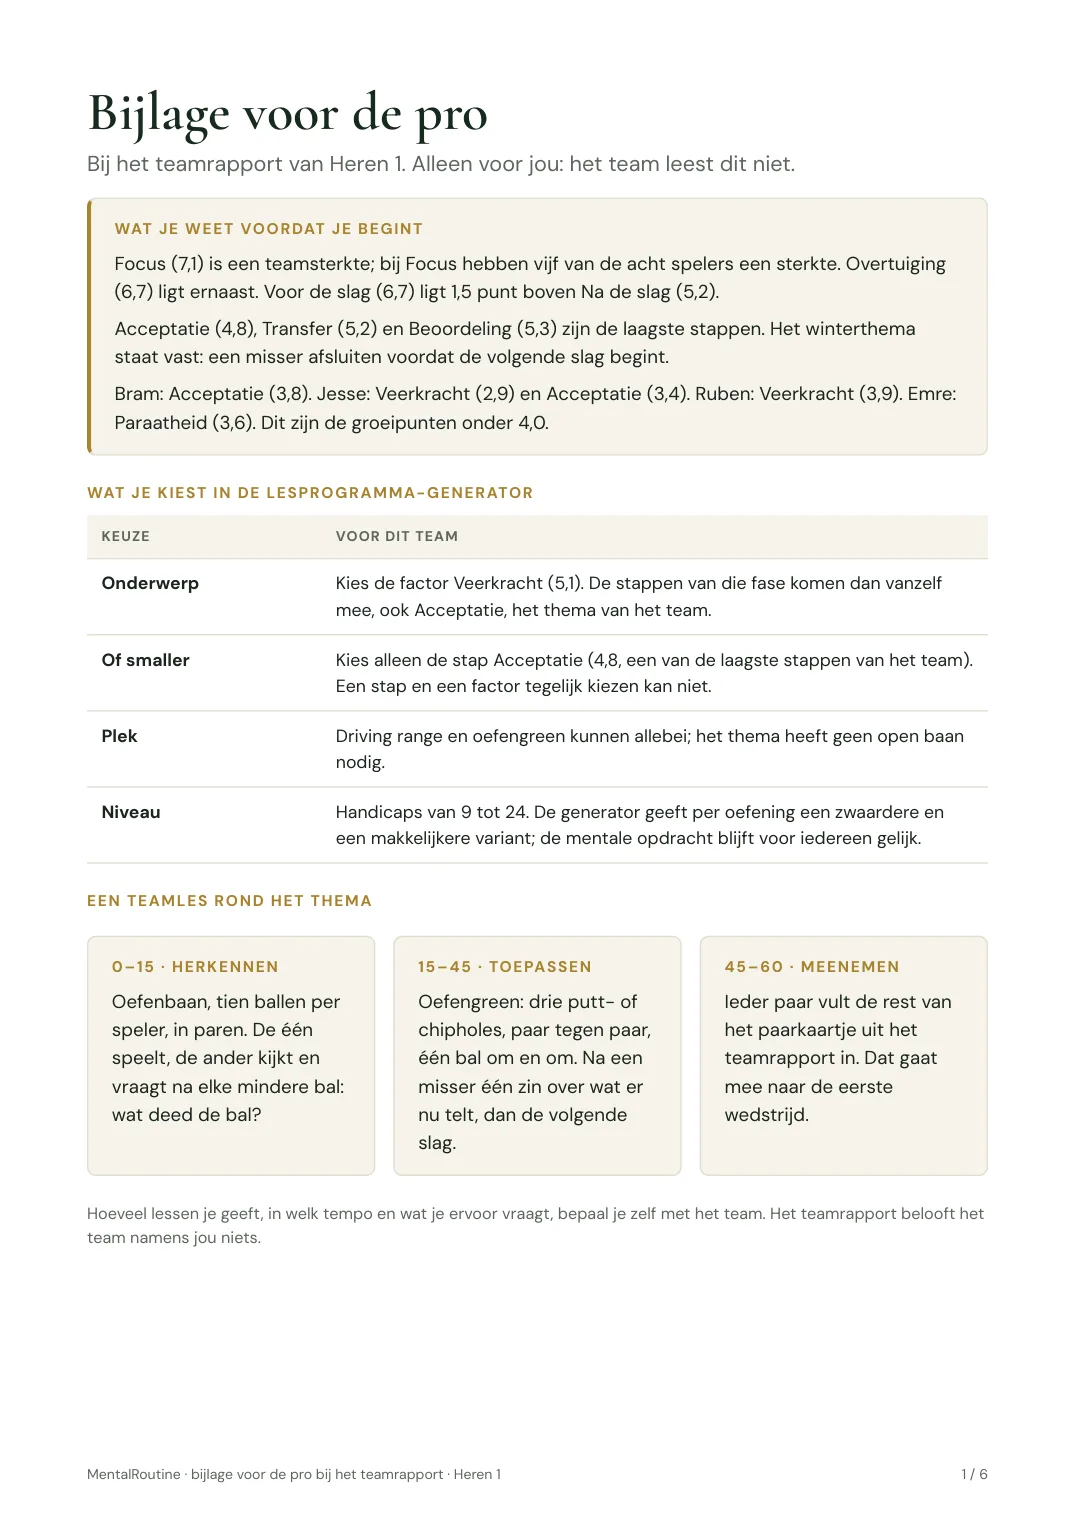 Bijlage voor de pro
Bij het teamrapport van Heren 1. Alleen voor jou: het team leest dit niet.
WAT JE WEET VOORDAT JE BEGINT
Focus (7,1) is een teamsterkte; bij Focus hebben vijf van de acht spelers een sterkte. Overtuiging
(6,7) ligt ernaast. Voor de slag (6,7) ligt 1,5 punt boven Na de slag (5,2).
Acceptatie (4,8), Transfer (5,2) en Beoordeling (5,3) zijn de laagste stappen. Het winterthema
staat vast: een misser afsluiten voordat de volgende slag begint.
Bram: Acceptatie (3,8). Jesse: Veerkracht (2,9) en Acceptatie (3,4). Ruben: Veerkracht (3,9). Emre:
Paraatheid (3,6). Dit zijn de groeipunten onder 4,0.
WAT JE KIEST IN DE LESPROGRAMMA-GENERATOR
KEUZE VOOR DIT TEAM
Onderwerp Kies de factor Veerkracht (5,1). De stappen van die fase komen dan vanzelf
mee, ook Acceptatie, het thema van het team.
Of smaller Kies alleen de stap Acceptatie (4,8, een van de laagste stappen van het team).
Een stap en een factor tegelijk kiezen kan niet.
Plek Driving range en oefengreen kunnen allebei; het thema heeft geen open baan
nodig.
Niveau Handicaps van 9 tot 24. De generator geeft per oefening een zwaardere en
een makkelijkere variant; de mentale opdracht blijft voor iedereen gelijk.
EEN TEAMLES ROND HET THEMA
0–15 · HERKENNEN
Oefenbaan, tien ballen per
speler, in paren. De één
speelt, de ander kijkt en
vraagt na elke mindere bal:
wat deed de bal?
15–45 · TOEPASSEN
Oefengreen: drie putt- of
chipholes, paar tegen paar,
één bal om en om. Na een
misser één zin over wat er
nu telt, dan de volgende
slag.
45–60 · MEENEMEN
Ieder paar vult de rest van
het paarkaartje uit het
teamrapport in. Dat gaat
mee naar de eerste
wedstrijd.
Hoeveel lessen je geeft, in welk tempo en wat je ervoor vraagt, bepaal je zelf met het team. Het teamrapport belooft het
team namens jou niets.
MentalRoutine · bijlage voor de pro bij het teamrapport · Heren 1 1 / 6